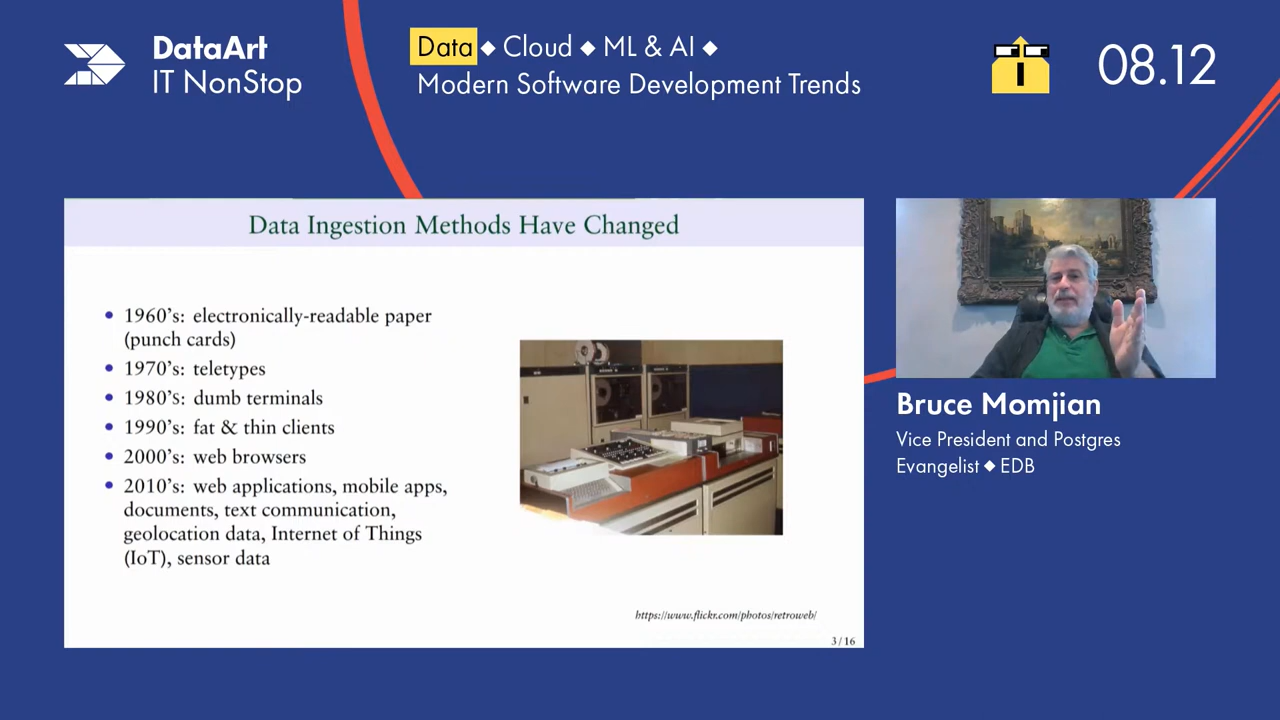 DataArt
IT NonStop
Data ◆ Cloud ◆ ML & AI ◆
Modern Software Development Trends
08.12
Data Ingestion Methods Have Changed
• 1960's: electronically-readable paper
(punch cards)
• 1970's: teletypes
• 1980's: dumb terminals
• 1990's: fat & thin clients
• 2000's: web browsers
• 2010's: web applications, mobile apps,
documents, text communication,
geolocation data, Internet of Things
(IoT), sensor data
https://www.flickr.com/photos/retroweb/
3/16
Bruce Momjian
Vice President and Postgres
Evangelist ◆ EDB